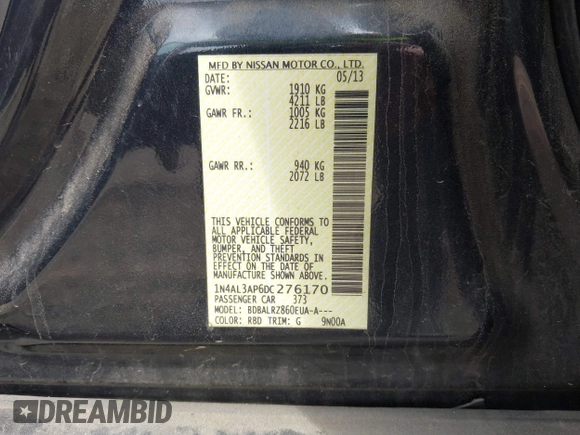 MFD BY NISSAN MOTOR CO., LTD.
DATE: 05/13
GVWR: 1910 KG
4211 LB
GAWR FR.: 1005 KG
2216 LB
GAWR RR.: 940 KG
2072 LB
THIS VEHICLE CONFORMS TO
ALL APPLICABLE FEDERAL
MOTOR VEHICLE SAFETY,
BUMPER, AND THEFT
PREVENTION STANDARDS
IN EFFECT ON THE DATE OF
MANUFACTURE SHOWN ABOVE.
1N4AL3AP6DC276170
PASSENGER CAR 373
MODEL: BDBALRZ860EUA-A---
COLOR: RBD TRIM: G 9N00A
DREAMBID